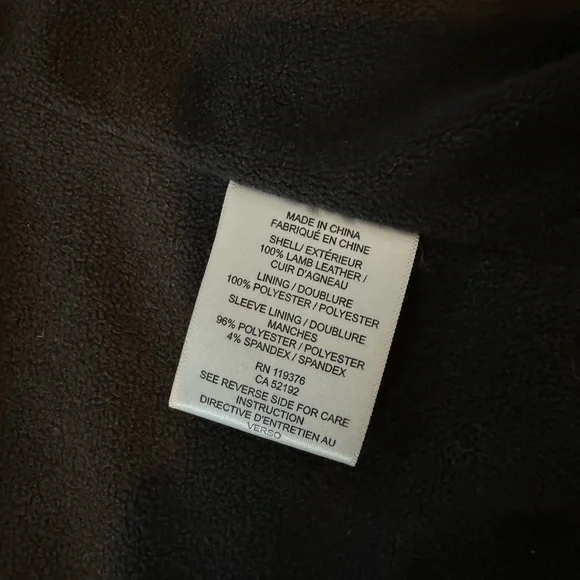 MADE IN CHINA
FABRIQUÉ EN CHINE
SHELL/ EXTÉRIEUR
100% LAMB LEATHER /
CUIR D'AGNEAU
LINING / DOUBLURE
100% POLYESTER / POLYESTER
SLEEVE LINING / DOUBLURE
MANCHES
96% POLYESTER / POLYESTER
4% SPANDEX / SPANDEX
RN 119376
CA 52192
SEE REVERSE SIDE FOR CARE
INSTRUCTION
DIRECTIVE D'ENTRETIEN AU
VERSO